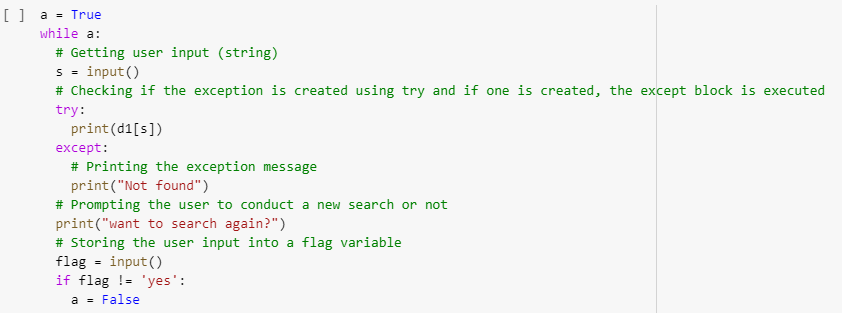 [ ] a = True
while a:
  # Getting user input (string)
  s = input()
  # Checking if the exception is created using try and if one is created, the except block is executed
  try:
    print(d1[s])
  except:
    # Printing the exception message
    print("Not found")
  # Prompting the user to conduct a new search or not
  print("want to search again?")
  # Storing the user input into a flag variable
  flag = input()
  if flag != 'yes':
    a = False